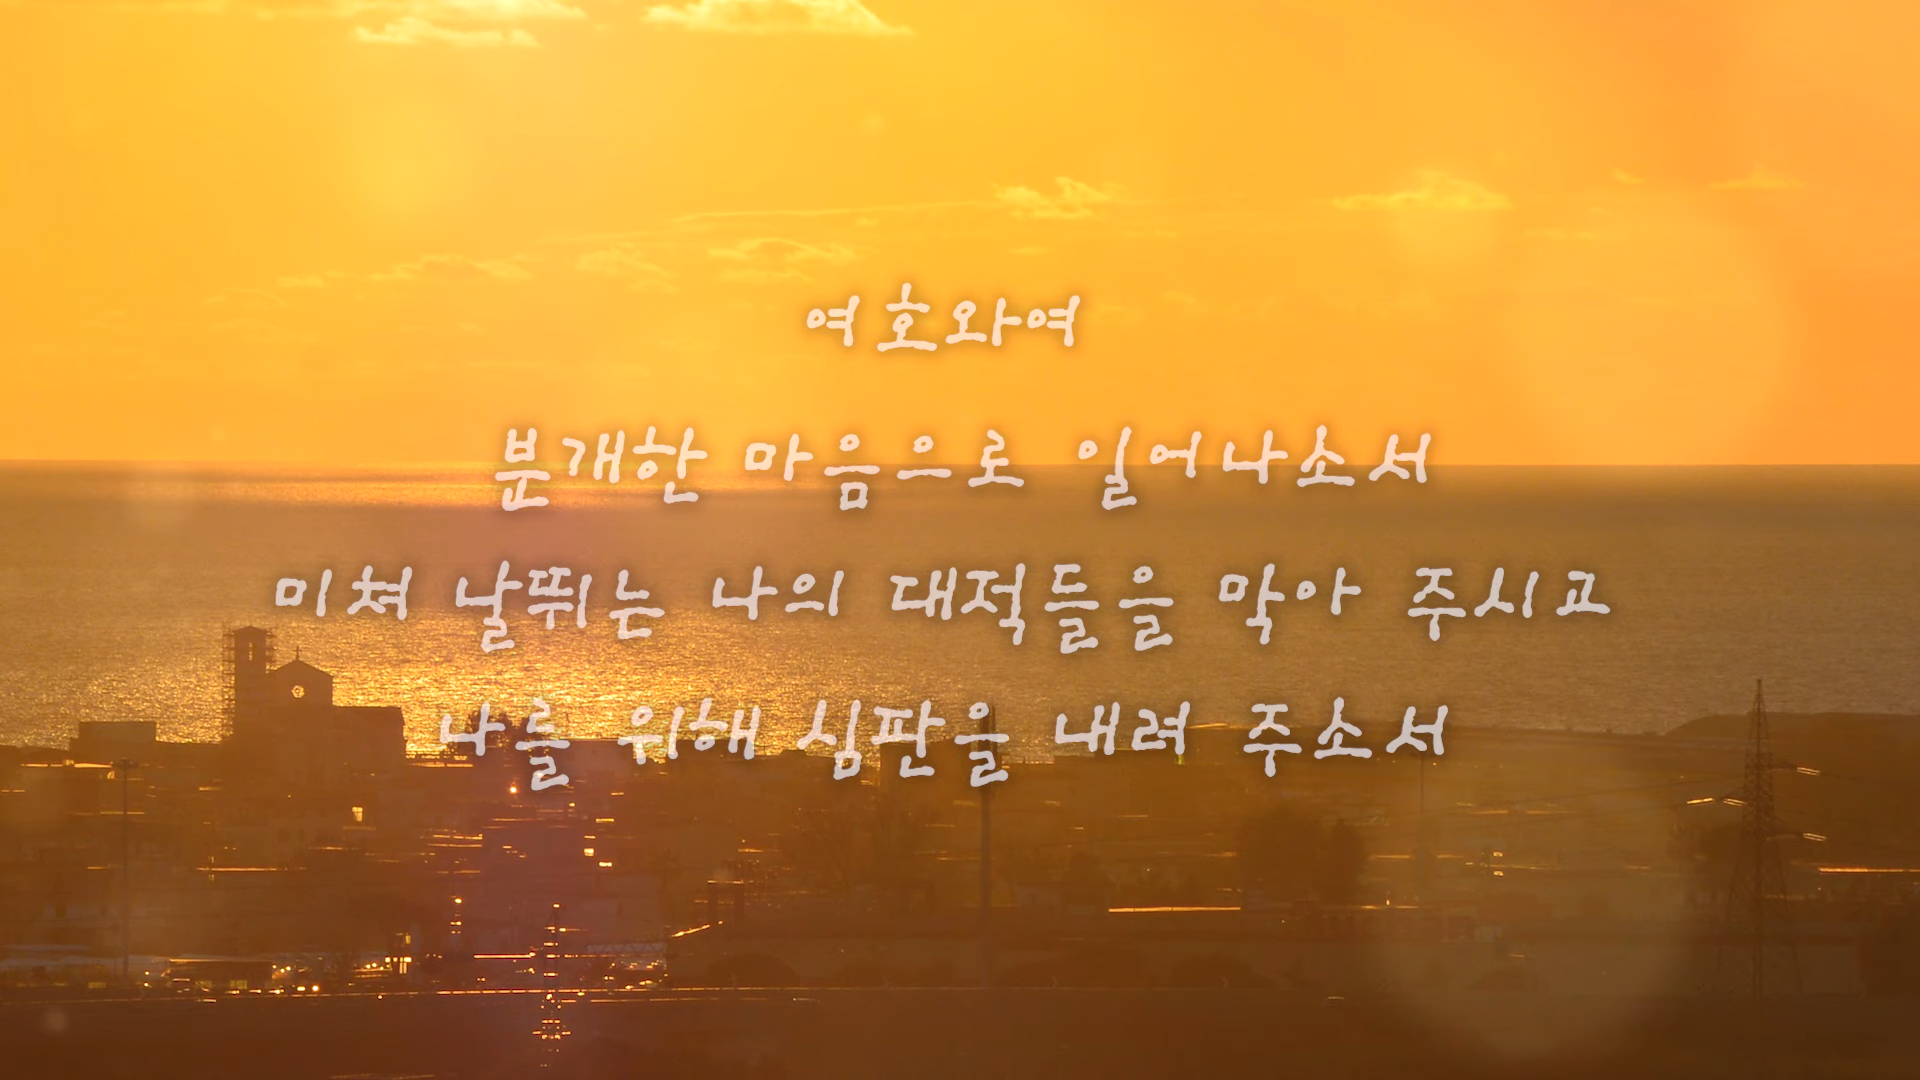 여호와여
분개한 마음으로 일어나소서
미쳐 날뛰는 나의 대적들을 막아 주시고
나를 위해 심판을 내려 주소서